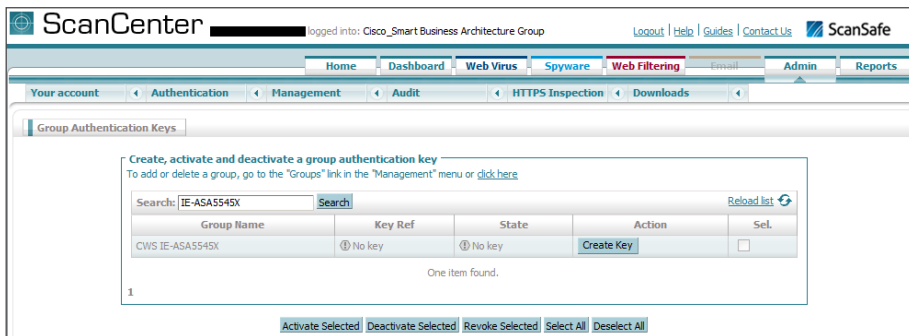 ScanCenter logged into: Cisco_Smart Business Architecture Group Logout | Help | Guides | Contact Us ScanSafe
Home Dashboard Web Virus Spyware Web Filtering Email Admin Reports
Your account Authentication Management Audit HTTPS Inspection Downloads
Group Authentication Keys
Create, activate and deactivate a group authentication key
To add or delete a group, go to the "Groups" link in the "Management" menu or click here
Search: IE-ASA5545X Search Reload list
Group Name Key Ref State Action Sel.
CWS IE-ASA5545X No key No key Create Key
One item found.
1
Activate Selected Deactivate Selected Revoke Selected Select All Deselect All